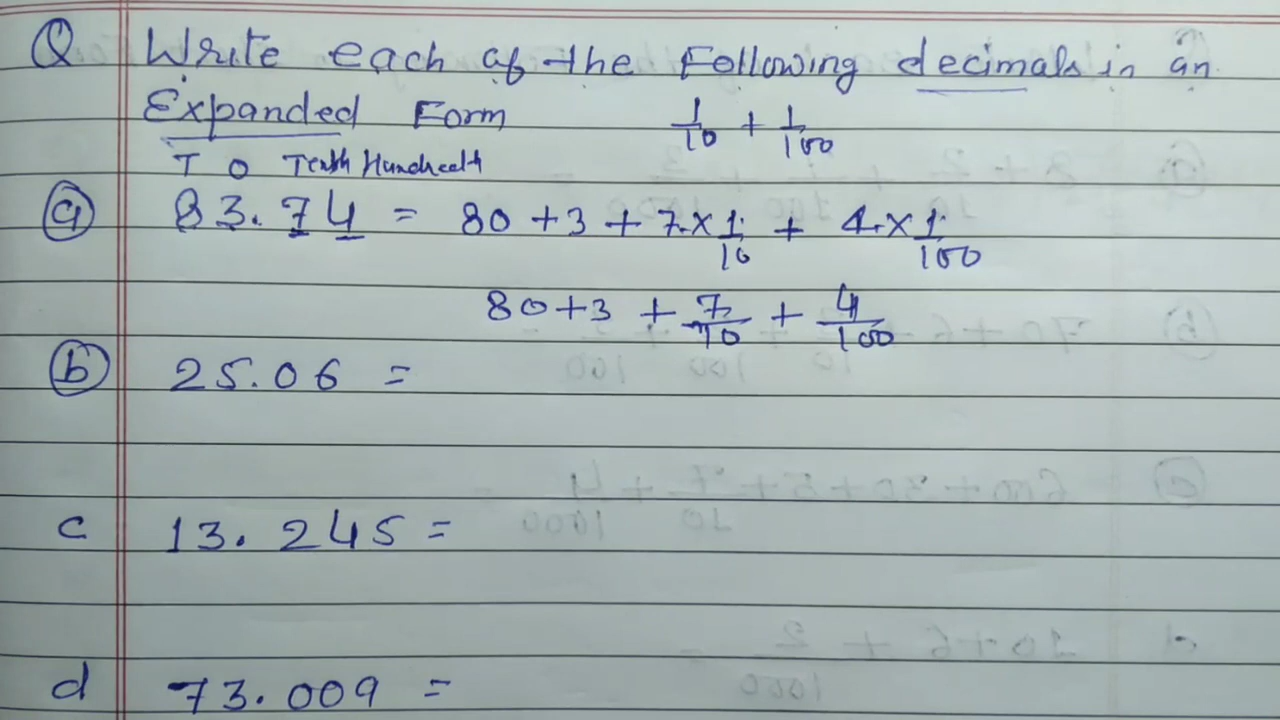 Q Write each of the Following decimals in an
Expanded Form 1/10 + 1/100
T O Tenth Hundredth
(a) 83.74 = 80 + 3 + 7 × 1/10 + 4 × 1/100
80 + 3 + 7/10 + 4/100
(b) 25.06 =
c 13.245 =
d 73.009 =